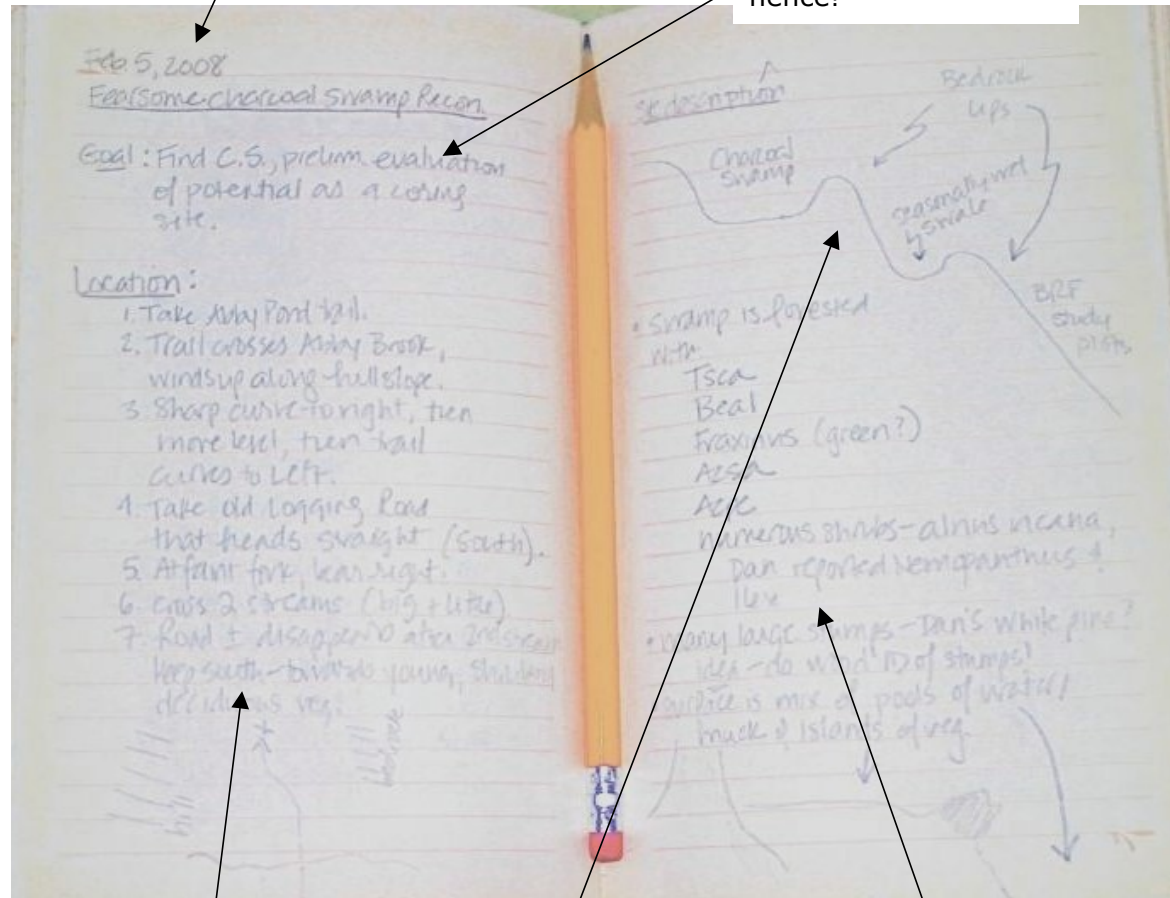 hence?
Feb. 5, 2008
Fearsome Charcoal Swamp Recon
Goal: Find C.S., prelim. evaluation
of potential as a coring
site.
Location:
1. Take Abby Pond trail.
2. Trail crosses Abby Brook,
winds up along hillslope.
3. Sharp curve to right, then
more level, then trail
curves to left.
4. Take old logging Road
that heads straight (south).
5. At faint fork, bear right.
6. Cross 2 streams (big + little)
7. Road ± disappears after 2nd stream
keep south - towards young,
deciduous veg.
hill
site description
Bedrock
lips
Charcoal
Swamp
seasonally wet
swale
BRF
study
plots
• Swamp is forested
with
Tsca
Beal
Fraxinus (green?)
Acsa
numerous shrubs - alnus incana,
Dan reported Nemopanthus &
Ilex
• many large stumps - Dan's white pine?
idea - do wood ID of stumps!
surface is mix of pools of water/
muck & islands of veg.